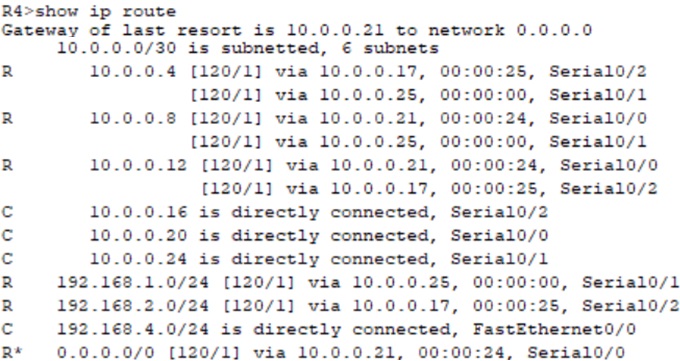 R4>show ip route
Gateway of last resort is 10.0.0.21 to network 0.0.0.0
10.0.0.0/30 is subnetted, 6 subnets
R 10.0.0.4 [120/1] via 10.0.0.17, 00:00:25, Serial0/2
[120/1] via 10.0.0.25, 00:00:00, Serial0/1
R 10.0.0.8 [120/1] via 10.0.0.21, 00:00:24, Serial0/0
[120/1] via 10.0.0.25, 00:00:00, Serial0/1
R 10.0.0.12 [120/1] via 10.0.0.21, 00:00:24, Serial0/0
[120/1] via 10.0.0.17, 00:00:25, Serial0/2
C 10.0.0.16 is directly connected, Serial0/2
C 10.0.0.20 is directly connected, Serial0/0
C 10.0.0.24 is directly connected, Serial0/1
R 192.168.1.0/24 [120/1] via 10.0.0.25, 00:00:00, Serial0/1
R 192.168.2.0/24 [120/1] via 10.0.0.17, 00:00:25, Serial0/2
C 192.168.4.0/24 is directly connected, FastEthernet0/0
R* 0.0.0.0/0 [120/1] via 10.0.0.21, 00:00:24, Serial0/0